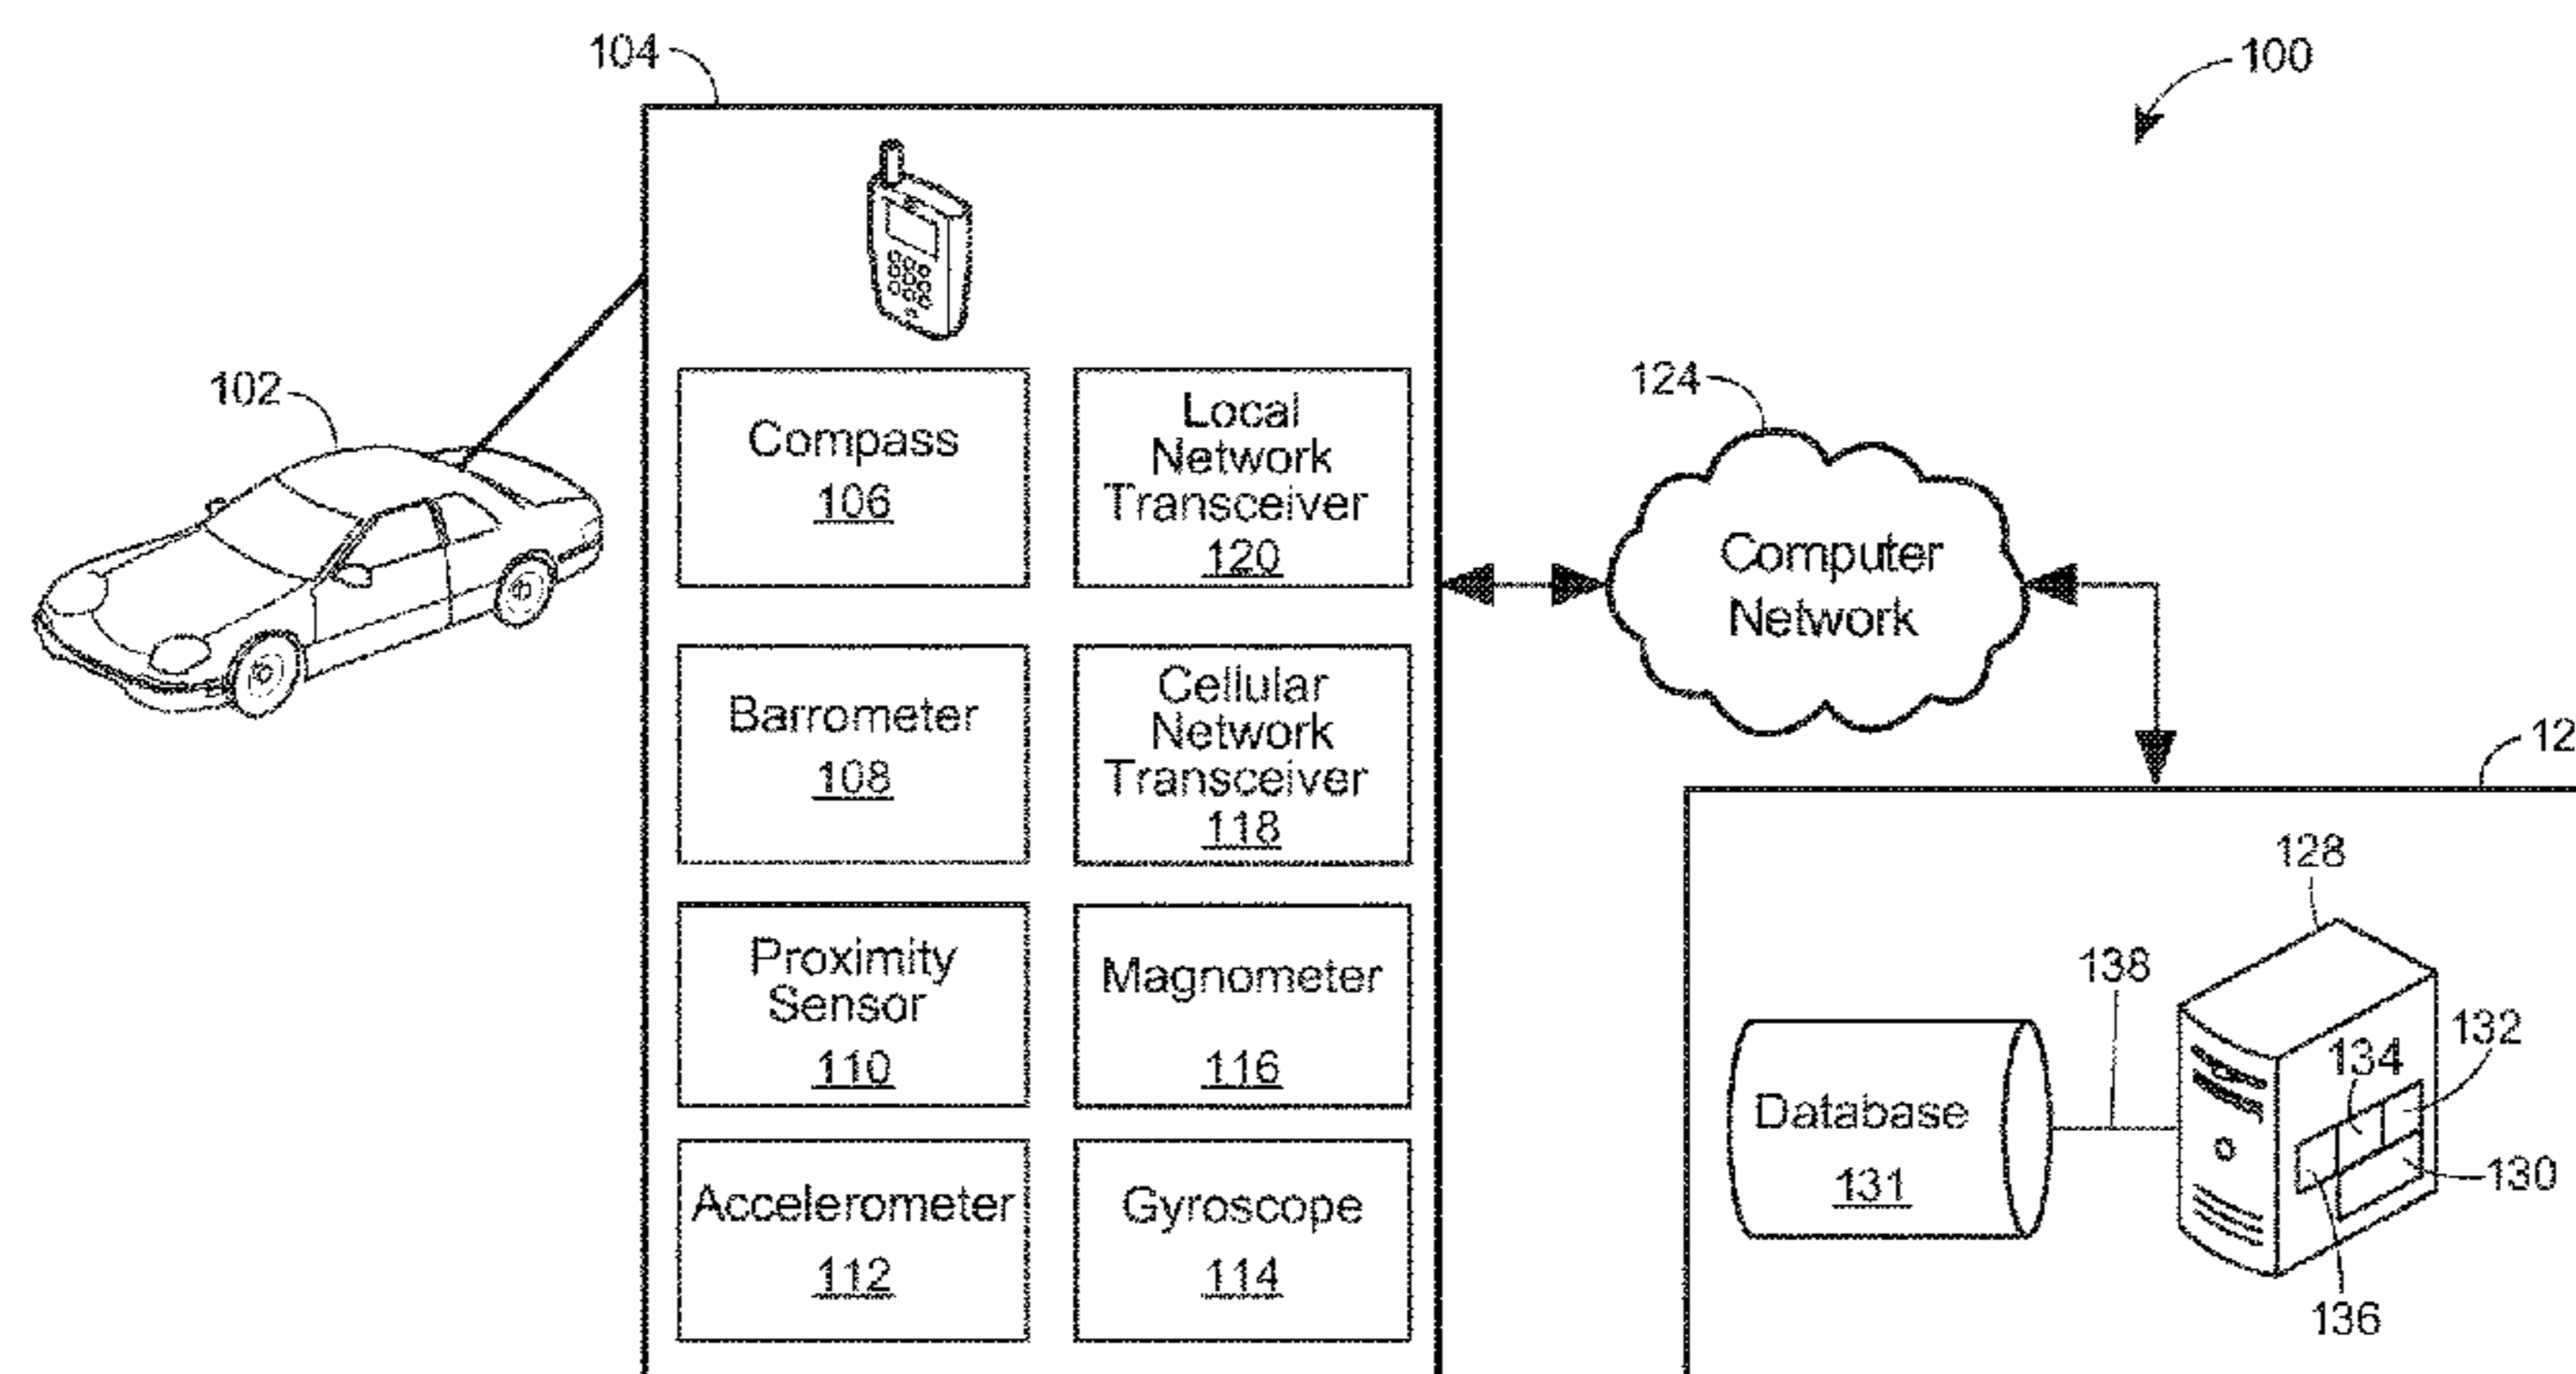 104
100
102
Compass
106
Local
Network
Transceiver
120
124
Computer
Network
Barrometer
108
Cellular
Network
Transceiver
118
12
Proximity
Sensor
110
Magnometer
116
128
138
132
134
Database
131
130
136
Accelerometer
112
Gyroscope
114